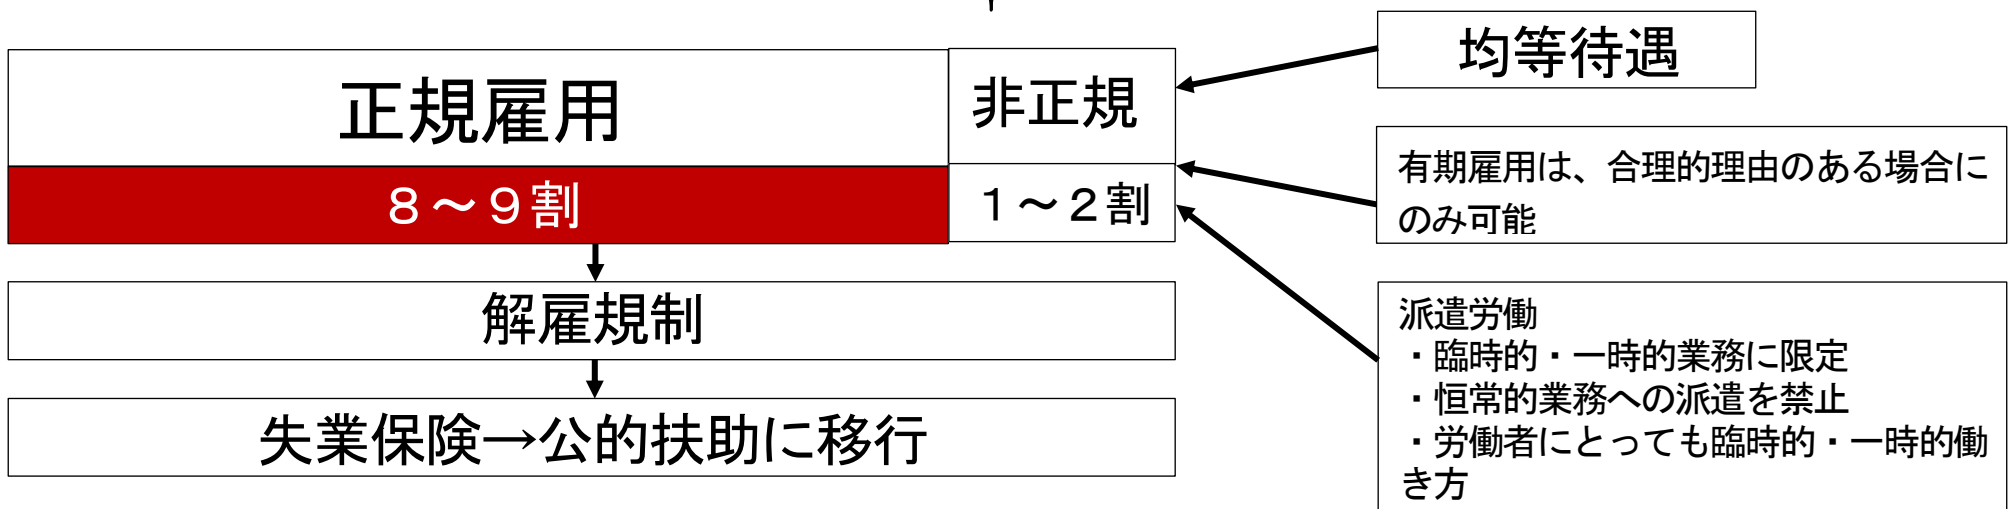 正規雇用
非正規
８～９割
１～２割
解雇規制
失業保険→公的扶助に移行
均等待遇
有期雇用は、合理的理由のある場合に
のみ可能
派遣労働
・臨時的・一時的業務に限定
・恒常的業務への派遣を禁止
・労働者にとっても臨時的・一時的働
き方